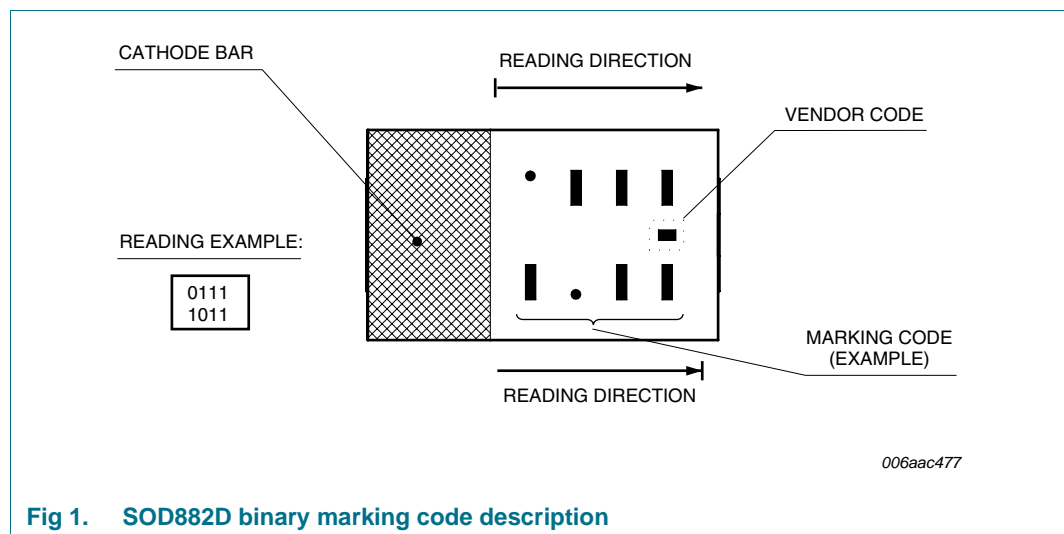 CATHODE BAR
READING DIRECTION
VENDOR CODE
READING EXAMPLE:
0111
1011
MARKING CODE
(EXAMPLE)
READING DIRECTION
006aac477
Fig 1. SOD882D binary marking code description